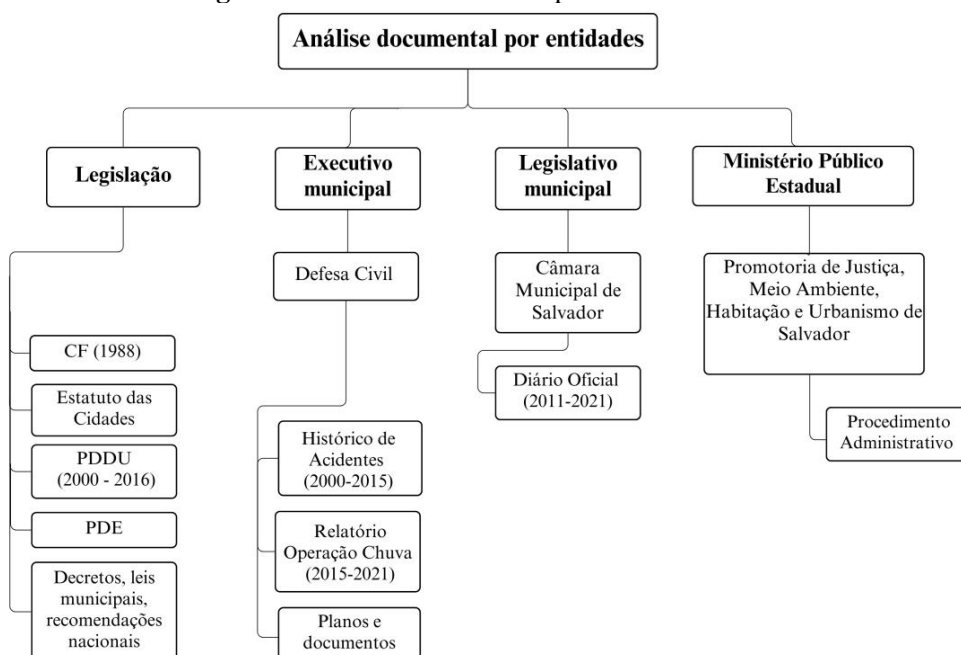 Análise documental por entidades
Legislação
Executivo
municipal
Legislativo
municipal
Ministério Público
Estadual
Defesa Civil
Câmara
Municipal de
Salvador
Promotoria de Justiça,
Meio Ambiente,
Habitação e Urbanismo de
Salvador
CF (1988)
Estatuto das
Cidades
PDDU
(2000 - 2016)
PDE
Decretos, leis
municipais,
recomendações
nacionais
Histórico de
Acidentes
(2000-2015)
Relatório
Operação Chuva
(2015-2021)
Planos e
documentos
Diário Oficial
(2011-2021)
Procedimento
Administrativo